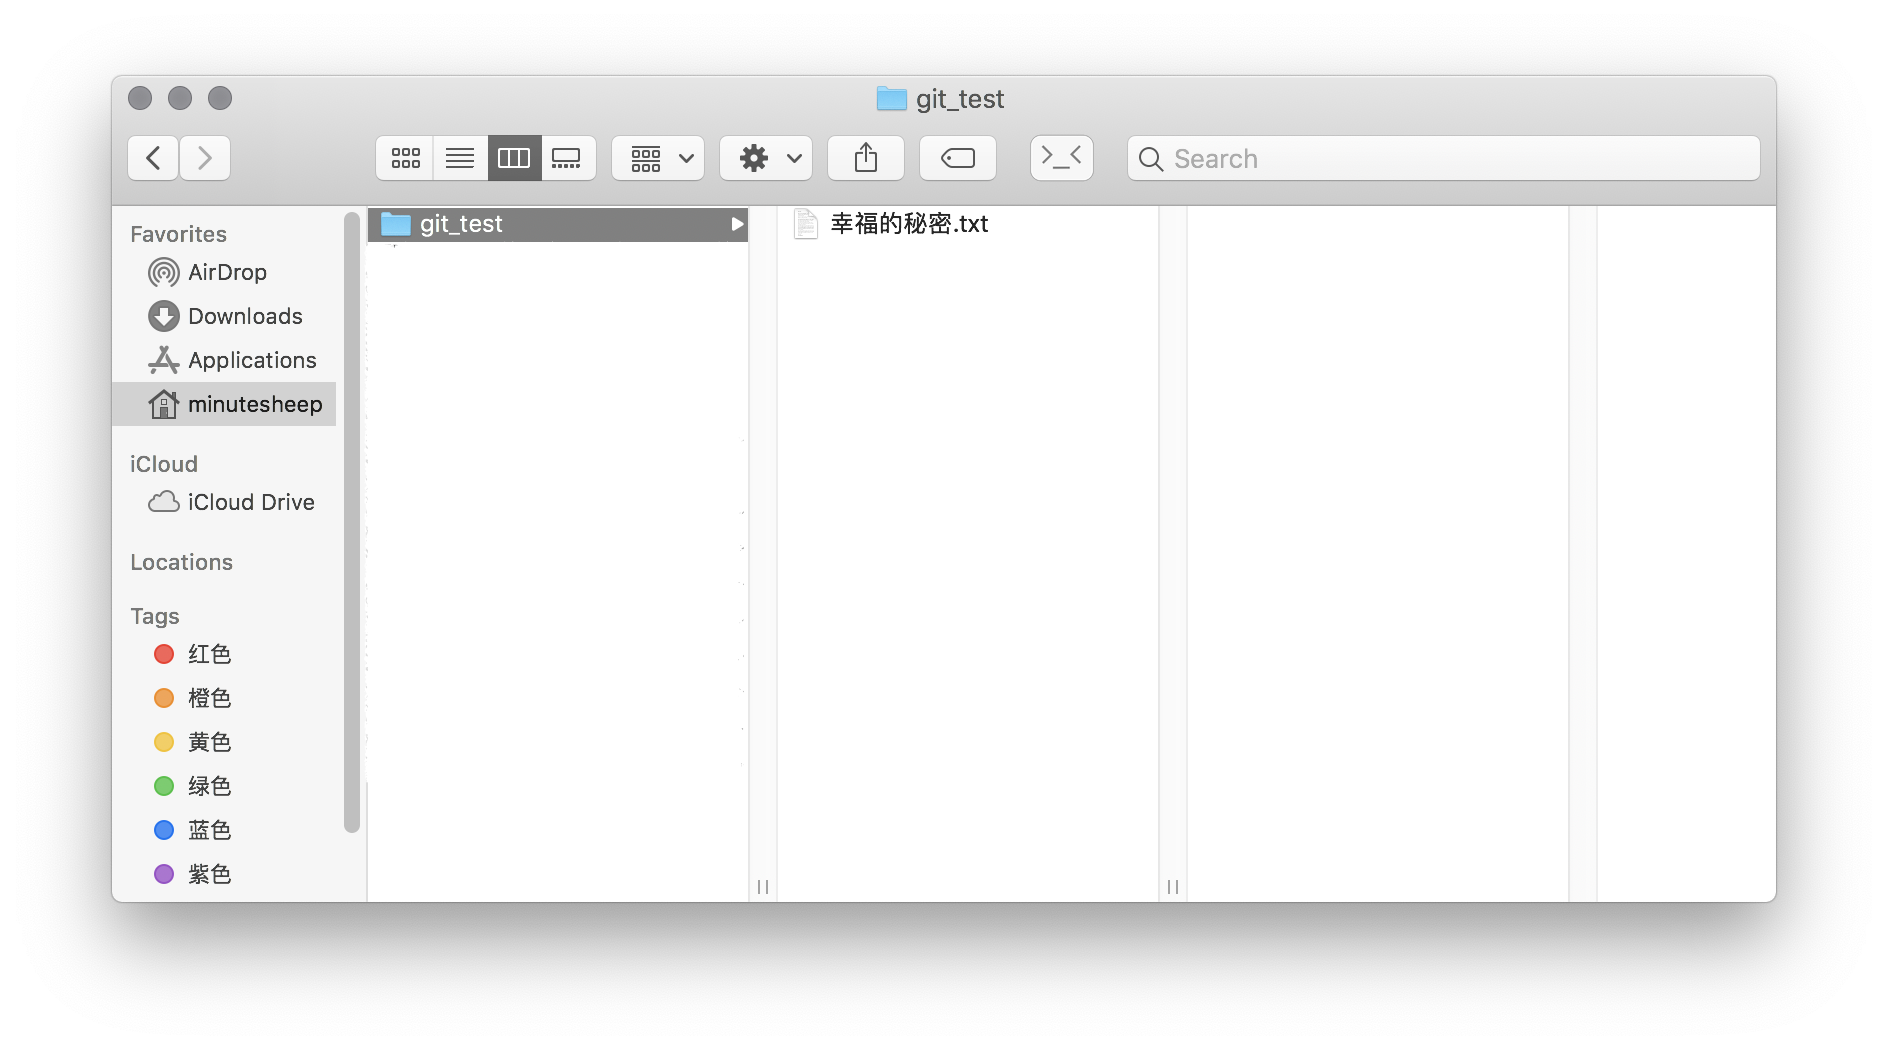 git_test
Search
Favorites
AirDrop
Downloads
Applications
minutesheep
iCloud
iCloud Drive
Locations
Tags
红色
橙色
黄色
绿色
蓝色
紫色
git_test
幸福的秘密.txt